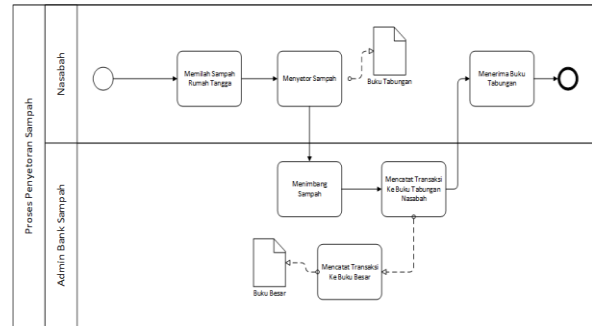 Proses Penyetoran Sampah
Nasabah
Memilah Sampah
Rumah Tangga
Menyetor Sampah
Buku Tabungan
Menerima Buku
Tabungan
Admin Bank Sampah
Menimbang
Sampah
Mencatat Transaksi
Ke Buku Tabungan
Nasabah
Mencatat Transaksi
Ke Buku Besar
Buku Besar